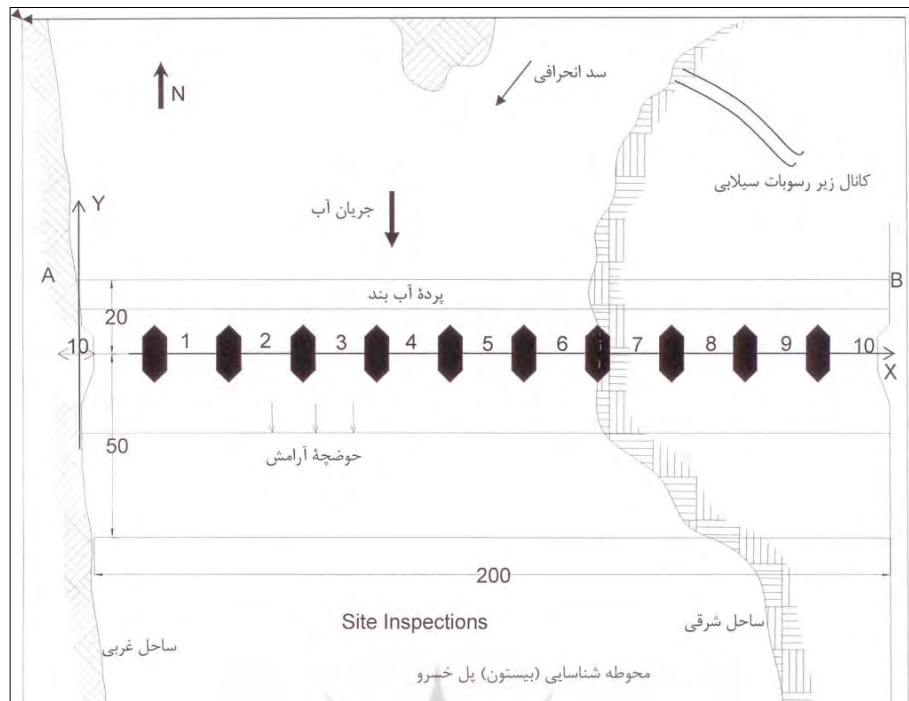 سد انحرافی
N
کانال زیر رسوبات سیلابی
جریان آب
Y
A
B
پردهٔ آب بند
20
10 1 2 3 4 5 6 7 8 9 10
X
50
حوضچهٔ آرامش
200
Site Inspections
ساحل شرقی
ساحل غربی
محوطه شناسایی (بیستون) پل خسرو